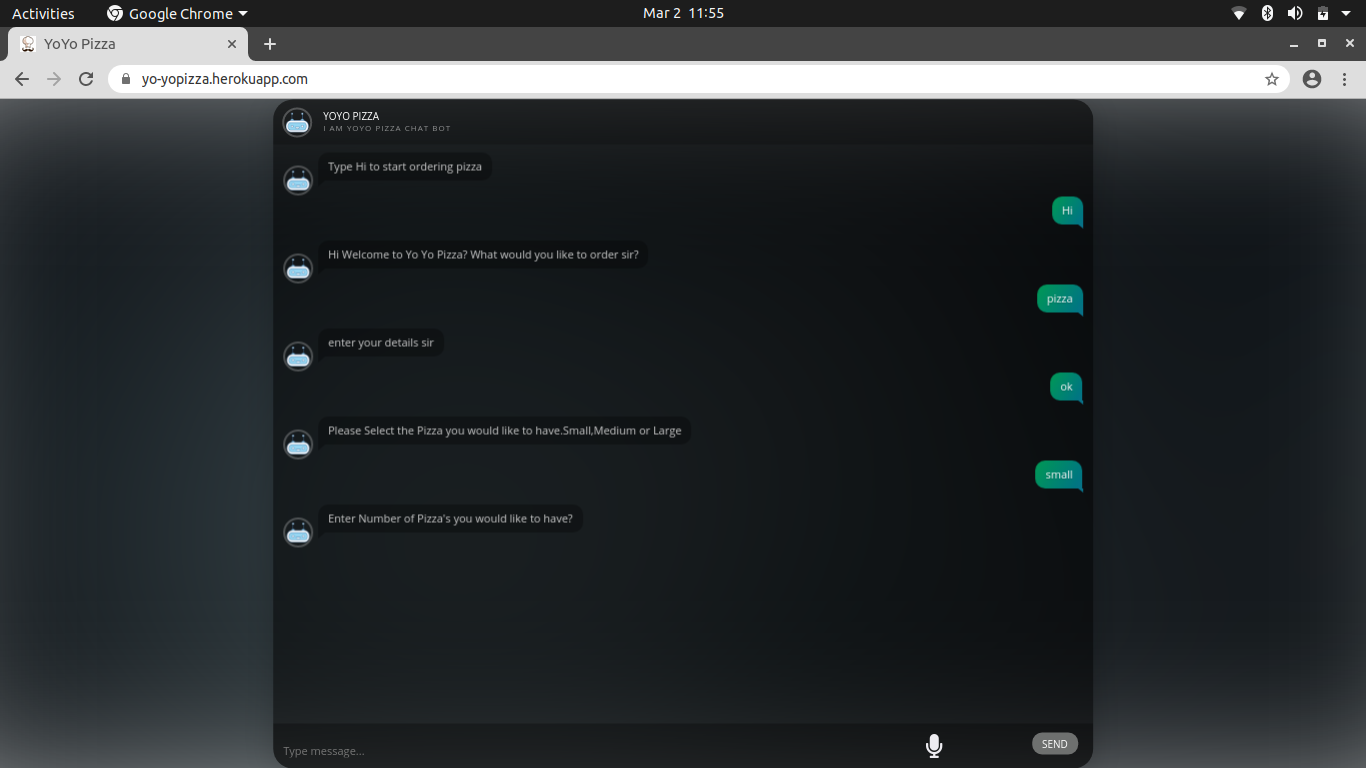 Activities
Google Chrome
Mar 2 11:55
YoYo Pizza
yo-yopizza.herokuapp.com
YOYO PIZZA
I AM YOYO PIZZA CHAT BOT
Type Hi to start ordering pizza
Hi
Hi Welcome to Yo Yo Pizza? What would you like to order sir?
pizza
enter your details sir
ok
Please Select the Pizza you would like to have.Small,Medium or Large
small
Enter Number of Pizza's you would like to have?
Type message...
SEND